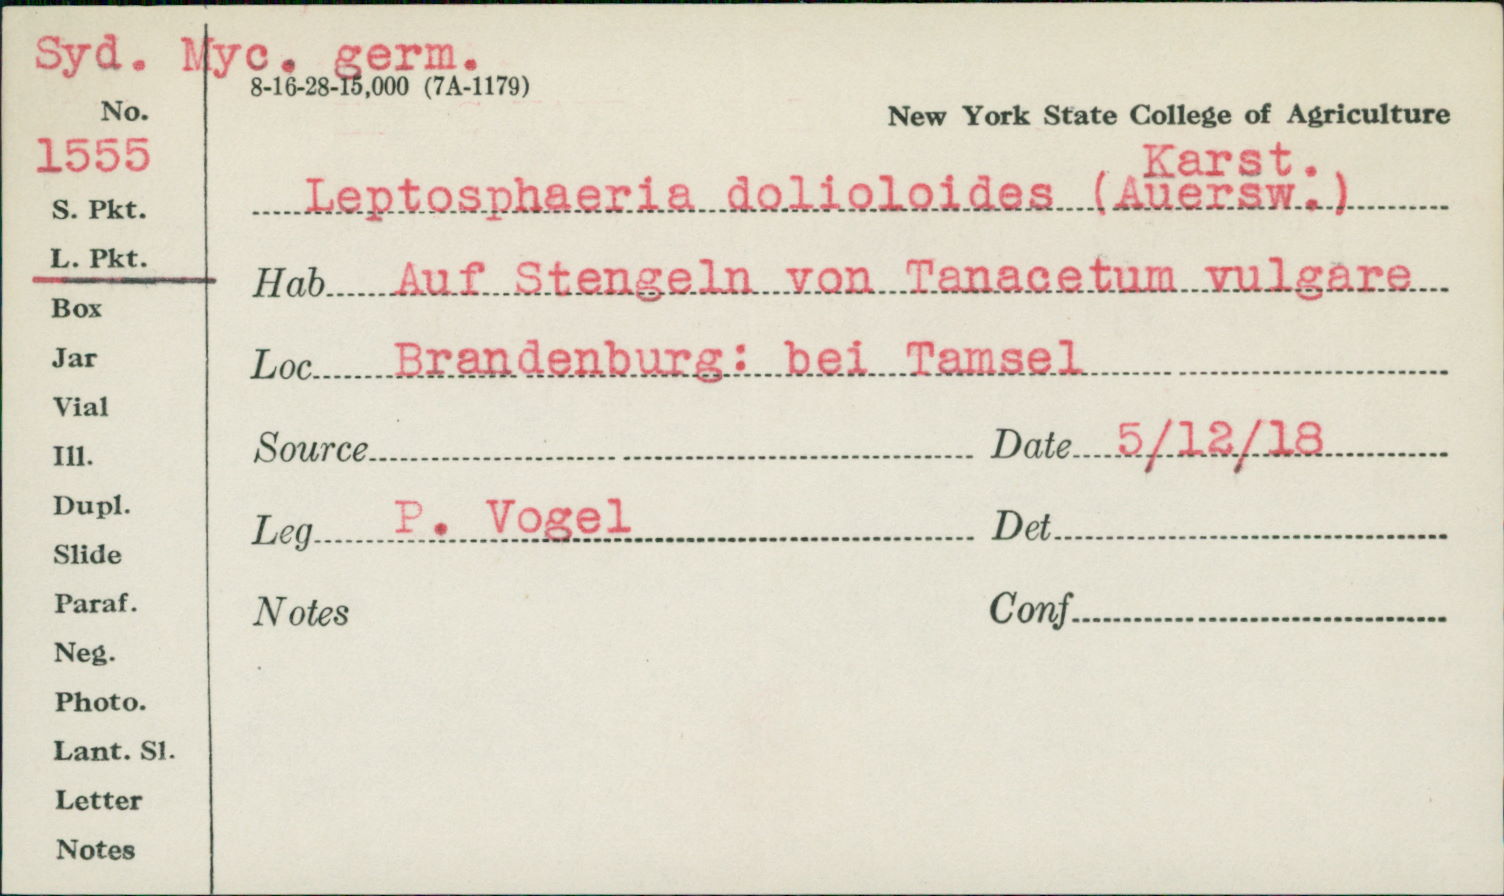 Syd. Myc. germ.
8-16-28-15,000 (7A-1179)
No.
New York State College of Agriculture
1555
Karst.
Leptosphaeria dolioloides (Auersw.)
S. Pkt.
L. Pkt.
Hab Auf Stengeln von Tanacetum vulgare
Box
Jar
Loc Brandenburg: bei Tamsel
Vial
Ill.
Source Date 5/12/18
Dupl.
Leg P. Vogel Det
Slide
Paraf.
Notes Conf
Neg.
Photo.
Lant. Sl.
Letter
Notes